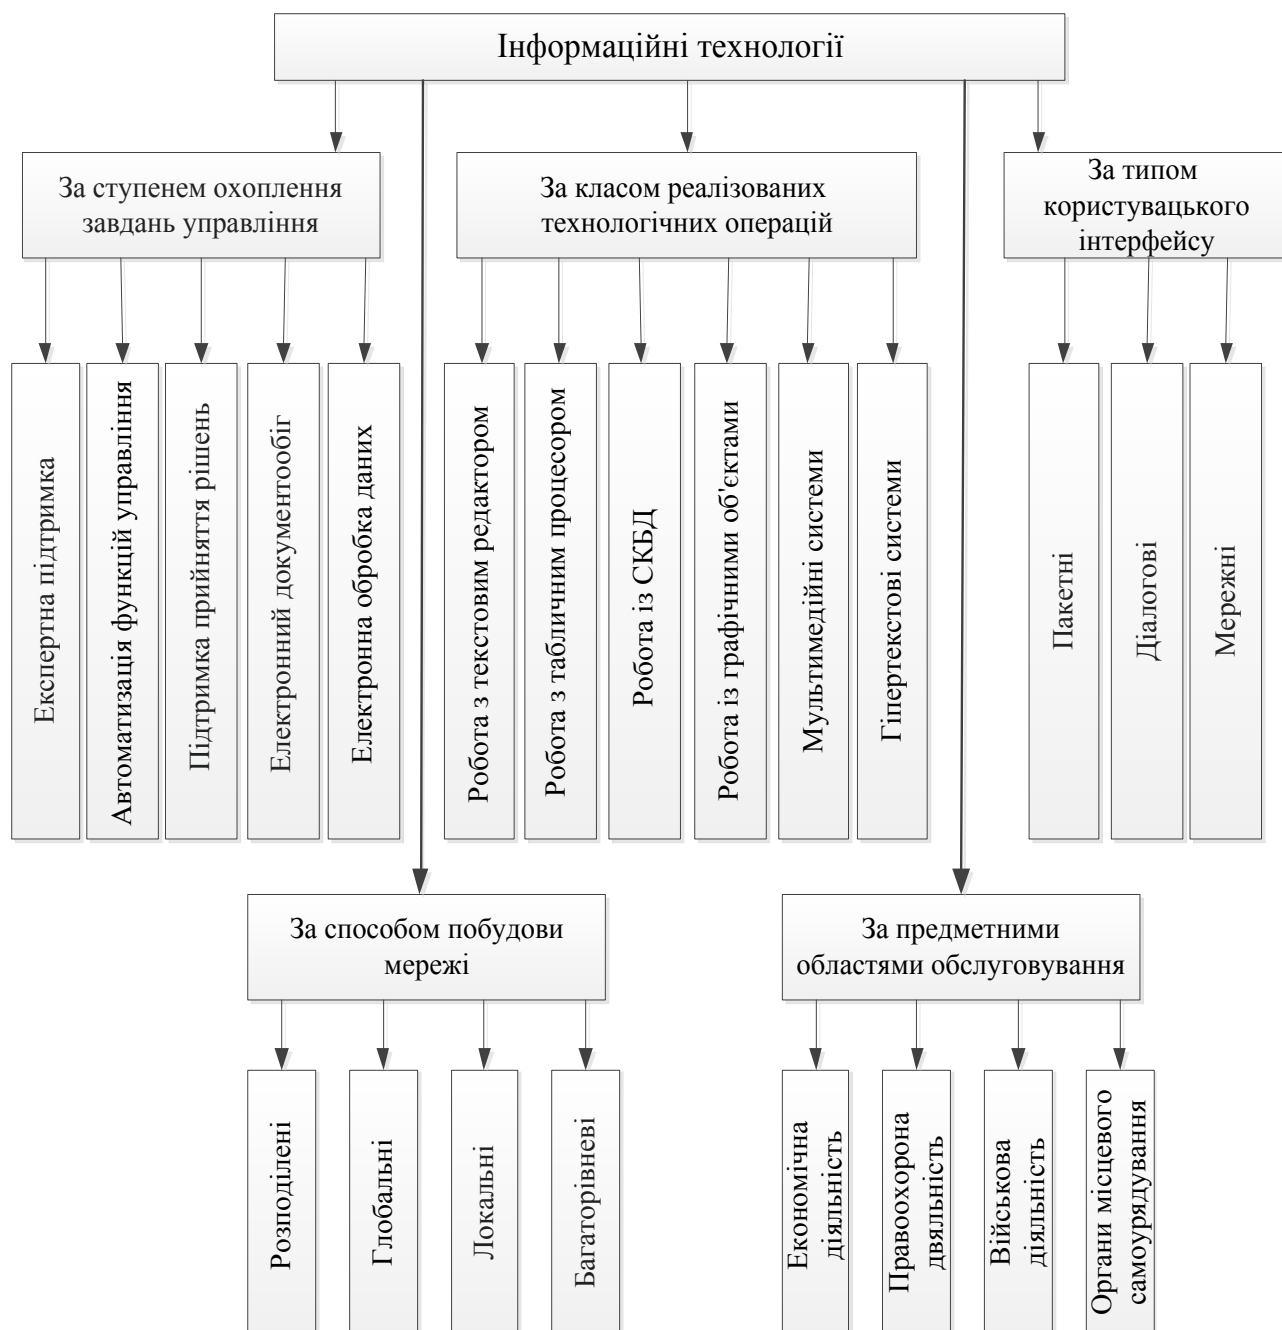 Інформаційні технології
За ступенем охоплення
завдань управління
За класом реалізованих
технологічних операцій
За типом
користувацького
інтерфейсу
Експертна підтримка
Автоматизація функцій управління
Підтримка прийняття рішень
Електронний документообіг
Електронна обробка даних
Робота з текстовим редактором
Робота з табличним процесором
Робота із СКБД
Робота із графічними об'єктами
Мультимедійні системи
Гіпертекстові системи
Пакетні
Діалогові
Мережні
За способом побудови
мережі
За предметними
областями обслуговування
Розподілені
Глобальні
Локальні
Багаторівневі
Економічна
діяльність
Правоохорона
двяльність
Військова
діяльність
Органи місцевого
самоурядування